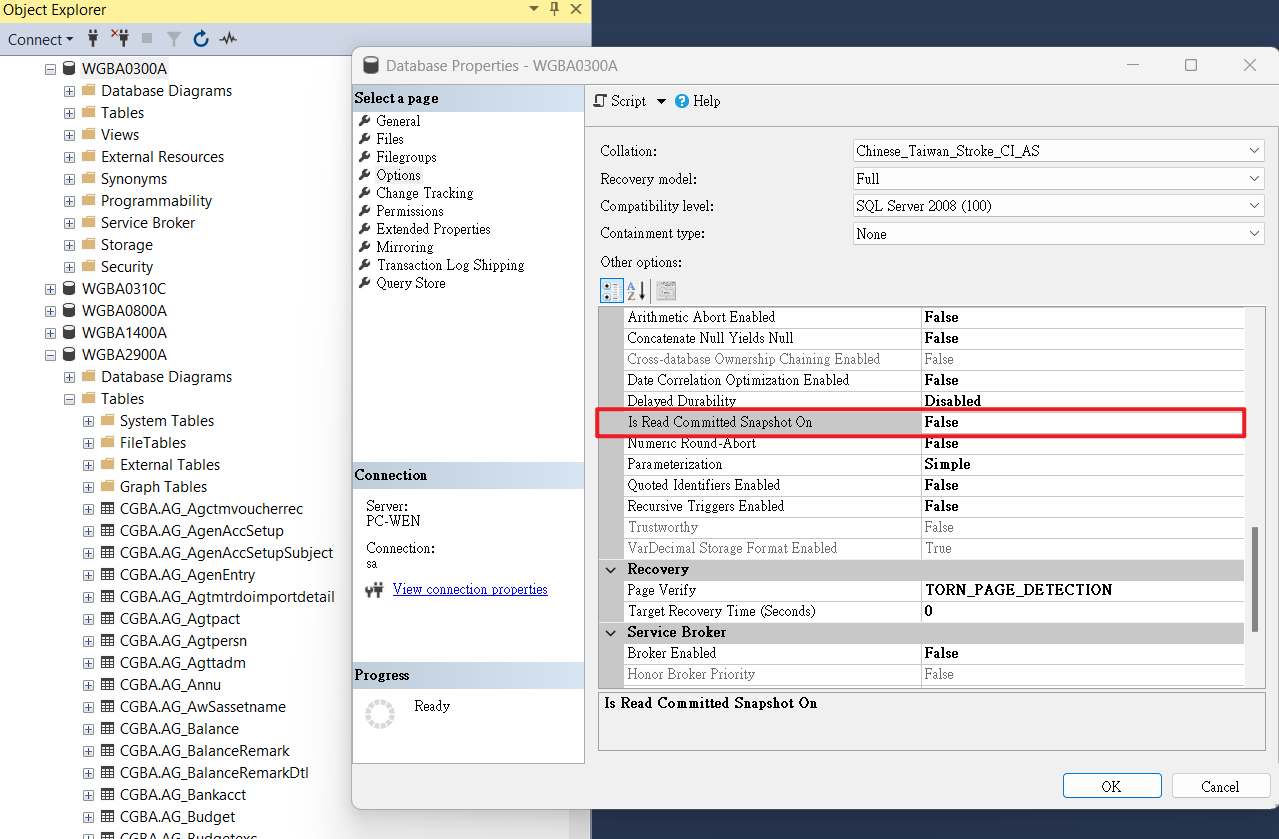 Object Explorer
Connect
WGBA0300A
Database Diagrams
Tables
Views
External Resources
Synonyms
Programmability
Service Broker
Storage
Security
WGBA0310C
WGBA0800A
WGBA1400A
WGBA2900A
Database Diagrams
Tables
System Tables
FileTables
External Tables
Graph Tables
CGBA.AG_Agctmvoucherrec
CGBA.AG_AgenAccSetup
CGBA.AG_AgenAccSetupSubject
CGBA.AG_AgenEntry
CGBA.AG_Agtmtrdoimportdetail
CGBA.AG_Agtpact
CGBA.AG_Agtpersn
CGBA.AG_Agttadm
CGBA.AG_Annu
CGBA.AG_AwSassetname
CGBA.AG_Balance
CGBA.AG_BalanceRemark
CGBA.AG_BalanceRemarkDtl
CGBA.AG_Bankacct
CGBA.AG_Budget
CGBA.AG_Budgetexc
Database Properties - WGBA0300A
Select a page
General
Files
Filegroups
Options
Change Tracking
Permissions
Extended Properties
Mirroring
Transaction Log Shipping
Query Store
Connection
Server:
PC-WEN
Connection:
sa
View connection properties
Progress
Ready
Script Help
Collation: Chinese_Taiwan_Stroke_CI_AS
Recovery model: Full
Compatibility level: SQL Server 2008 (100)
Containment type: None
Other options:
Arithmetic Abort Enabled False
Concatenate Null Yields Null False
Cross-database Ownership Chaining Enabled False
Date Correlation Optimization Enabled False
Delayed Durability Disabled
Is Read Committed Snapshot On False
Numeric Round-Abort False
Parameterization Simple
Quoted Identifiers Enabled False
Recursive Triggers Enabled False
Trustworthy False
VarDecimal Storage Format Enabled True
Recovery
Page Verify TORN_PAGE_DETECTION
Target Recovery Time (Seconds) 0
Service Broker
Broker Enabled False
Honor Broker Priority False
Is Read Committed Snapshot On
OK Cancel